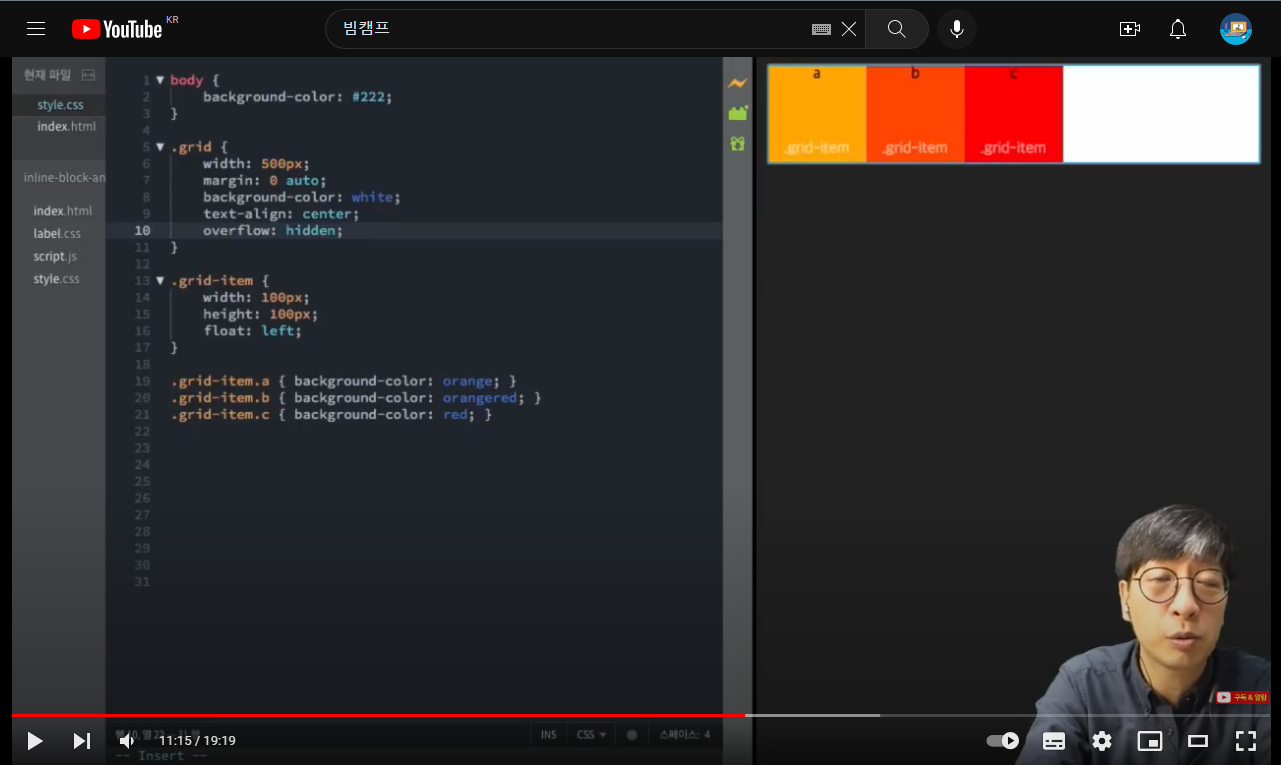 YouTube KR
빔캠프
현재 파일
style.css
index.html
inline-block-an
index.html
label.css
script.js
style.css
1 body {
2 background-color: #222;
3 }
4
5 .grid {
6 width: 500px;
7 margin: 0 auto;
8 background-color: white;
9 text-align: center;
10 overflow: hidden;
11 }
12
13 .grid-item {
14 width: 100px;
15 height: 100px;
16 float: left;
17 }
18
19 .grid-item.a { background-color: orange; }
20 .grid-item.b { background-color: orangered; }
21 .grid-item.c { background-color: red; }
22
23
24
25
26
27
28
29
30
31
a b c
.grid-item .grid-item .grid-item
구독 & 알람
INS CSS 스페이스: 4
11:15 / 19:19
-- Insert --